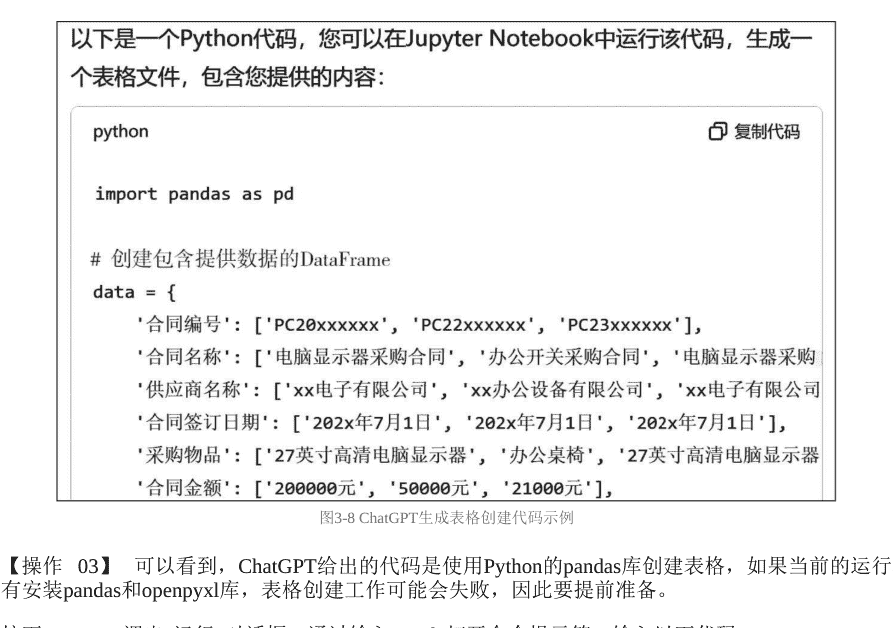 以下是一个Python代码，您可以在Jupyter Notebook中运行该代码，生成一
个表格文件，包含您提供的内容：
python 复制代码
import pandas as pd
# 创建包含提供数据的DataFrame
data = {
'合同编号': ['PC20xxxxxx', 'PC22xxxxxx', 'PC23xxxxxx'],
'合同名称': ['电脑显示器采购合同', '办公开关采购合同', '电脑显示器采购
'供应商名称': ['xx电子有限公司', 'xx办公设备有限公司', 'xx电子有限公司
'合同签订日期': ['202x年7月1日', '202x年7月1日', '202x年7月1日'],
'采购物品': ['27英寸高清电脑显示器', '办公桌椅', '27英寸高清电脑显示器
'合同金额': ['200000元', '50000元', '21000元'],
图3-8 ChatGPT生成表格创建代码示例
【操作 03】 可以看到，ChatGPT给出的代码是使用Python的pandas库创建表格，如果当前的运行
有安装pandas和openpyxl库，表格创建工作可能会失败，因此要提前准备。